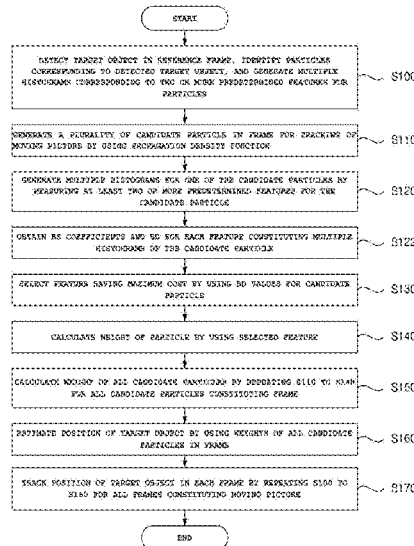 START
DETECT TARGET OBJECT IN REFERENCE FRAME, IDENTIFY PARTICLES
CORRESPONDING TO DETECTED TARGET OBJECT, AND GENERATE MULTIPLE
HISTOGRAMS CORRESPONDING TO TWO OR MORE PREDETERMINED FEATURES FOR
PARTICLES
S100
GENERATE A PLURALITY OF CANDIDATE PARTICLE IN FRAME FOR TRACKING OF
MOVING PICTURE BY USING PROPAGATION DENSITY FUNCTION
S110
GENERATE MULTIPLE HISTOGRAMS FOR ONE OF THE CANDIDATE PARTICLES BY
MEASURING AT LEAST TWO OR MORE PREDETERMINED FEATURES FOR THE
CANDIDATE PARTICLE
S120
OBTAIN BS COEFFICIENTS AND BD FOR EACH FEATURE CONSTITUTING MULTIPLE
HISTOGRAMS OF THE CANDIDATE PARTICLE
S122
SELECT FEATURE HAVING MAXIMUM COST BY USING BD VALUES FOR CANDIDATE
PARTICLE
S130
CALCULATE WEIGHT OF PARTICLE BY USING SELECTED FEATURE
S140
CALCULATE WEIGHT OF ALL CANDIDATE PARTICLES BY REPEATING S110 TO S140
FOR ALL CANDIDATE PARTICLES CONSTITUTING FRAME
S150
ESTIMATE POSITION OF TARGET OBJECT BY USING WEIGHTS OF ALL CANDIDATE
PARTICLES IN FRAME
S160
TRACK POSITION OF TARGET OBJECT IN EACH FRAME BY REPEATING S100 TO
S160 FOR ALL FRAMES CONSTITUTING MOVING PICTURE
S170
END